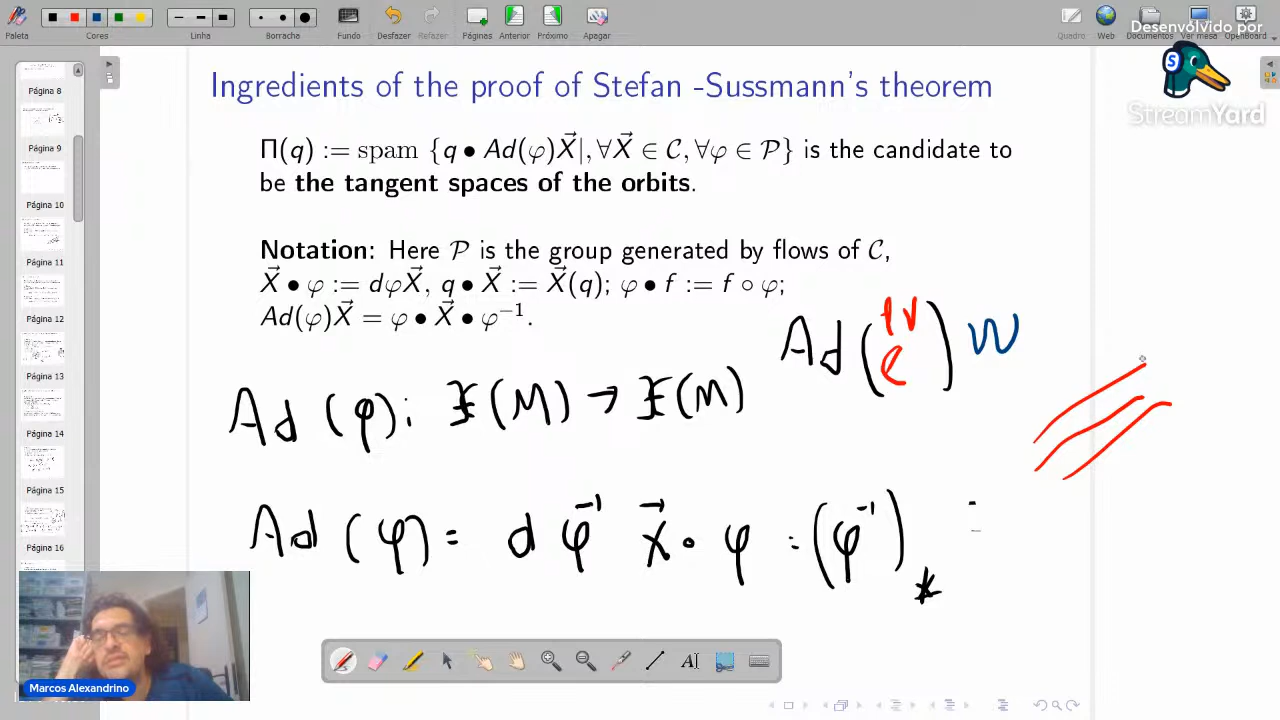 Paleta Cores Linha Borracha Fundo Desfazer Refazer Páginas Anterior Próximo Apagar Quadro Web Documentos Ver mesa OpenBoard
Desenvolvido por
S
StreamYard
Página 8
Página 9
Página 10
Página 11
Página 12
Página 13
Página 14
Página 15
Página 16
Ingredients of the proof of Stefan -Sussmann's theorem
Π(q) := spam {q • Ad(φ)X⃗|, ∀X⃗ ∈ 𝒞, ∀φ ∈ 𝒫} is the candidate to
be the tangent spaces of the orbits.
Notation: Here 𝒫 is the group generated by flows of 𝒞,
X⃗ • φ := dφX⃗, q • X⃗ := X⃗(q); φ • f := f ∘ φ;
Ad(φ)X⃗ = φ • X⃗ • φ⁻¹.
Ad(e^{tV})W
Ad(φ): 𝔛(M) → 𝔛(M)
Ad(φ) = dφ⁻¹ X⃗ ∘ φ = (φ⁻¹)_*
Marcos Alexandrino